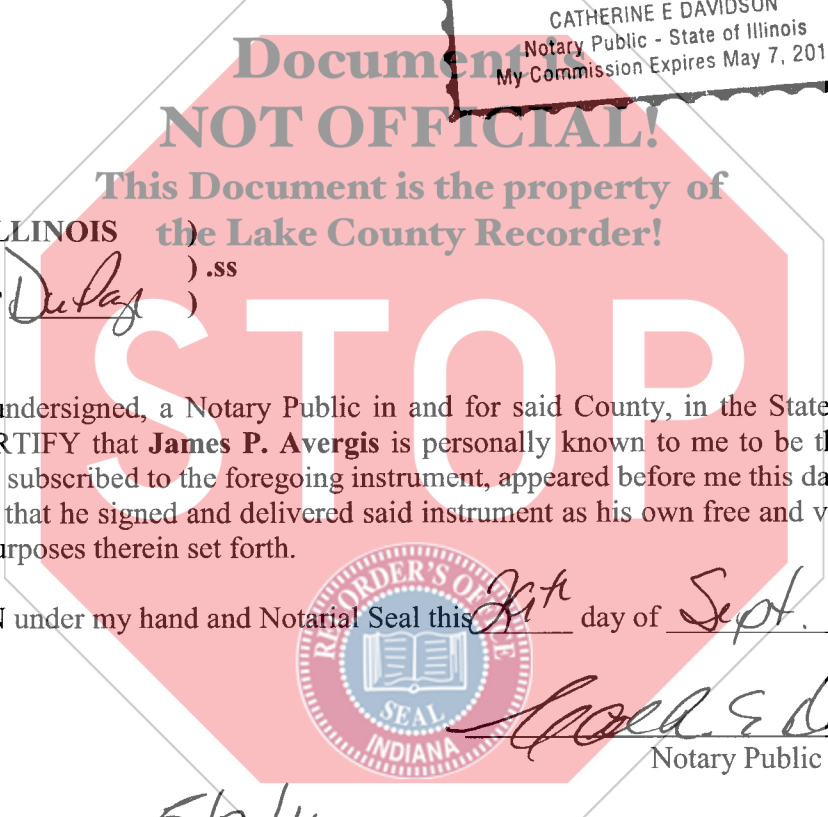 CATHERINE E DAVIDSON
Notary Public - State of Illinois
My Commission Expires May 7, 201
Document is
NOT OFFICIAL!
This Document is the property of
the Lake County Recorder!
LLINOIS )
) .ss
DuPage )
STOP
undersigned, a Notary Public in and for said County, in the State
RTIFY that James P. Avergis is personally known to me to be th
subscribed to the foregoing instrument, appeared before me this da
that he signed and delivered said instrument as his own free and v
urposes therein set forth.
N under my hand and Notarial Seal this day of Sept.
RECORDER'S OFFICE
SEAL
INDIANA
Notary Public